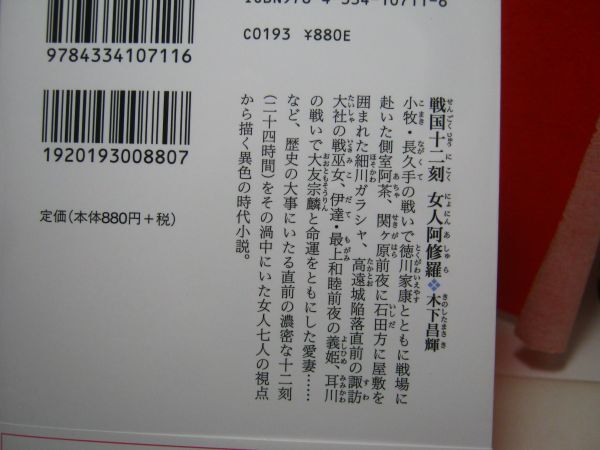 ISBN978-4-334-10711-6
C0193 ¥880E
9784334107116
1920193008807
定価(本体880円+税)
戦国十二刻 女人阿修羅❖木下昌輝
小牧・長久手の戦いで徳川家康とともに戦場に
赴いた側室阿茶、関ヶ原前夜に石田方に屋敷を
囲まれた細川ガラシャ、高遠城陥落直前の諏訪
大社の戦巫女、伊達・最上和睦前夜の義姫、耳川
の戦いで大友宗麟と命運をともにした愛妻……
など、歴史の大事にいたる直前の濃密な十二刻
(二十四時間)をその渦中にいた女人七人の視点
から描く異色の時代小説。